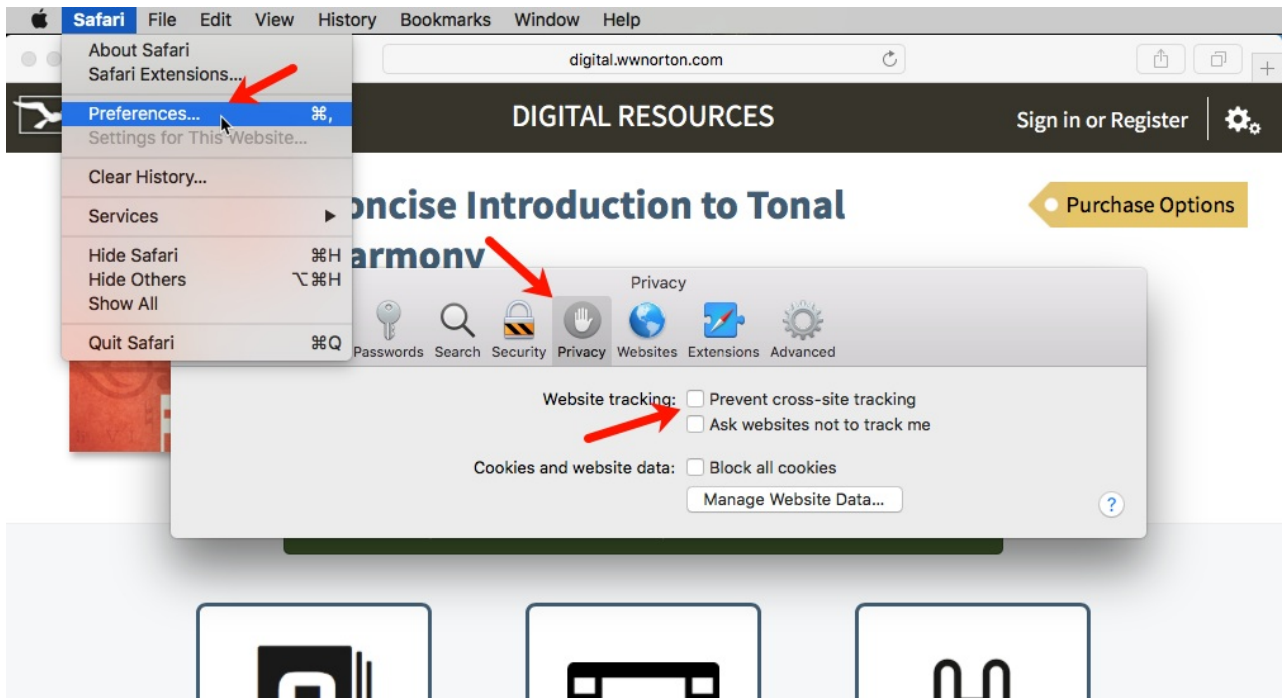 Safari File Edit View History Bookmarks Window Help
About Safari
Safari Extensions...
Preferences... ⌘,
Settings for This Website...
Clear History...
Services ▶
Hide Safari ⌘H
Hide Others ⌥⌘H
Show All
Quit Safari ⌘Q
digital.wwnorton.com
DIGITAL RESOURCES
Sign in or Register
oncise Introduction to Tonal
armony
Purchase Options
Privacy
Passwords Search Security Privacy Websites Extensions Advanced
Website tracking: Prevent cross-site tracking
Ask websites not to track me
Cookies and website data: Block all cookies
Manage Website Data...
?